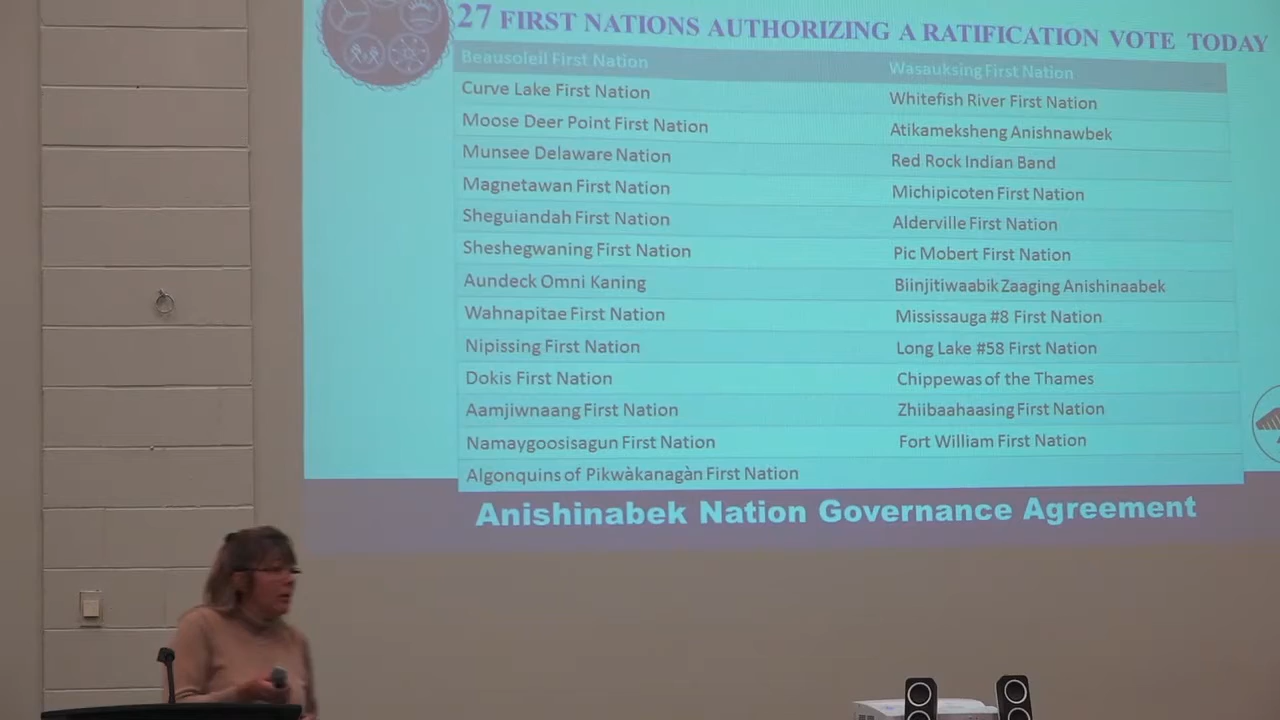 27 FIRST NATIONS AUTHORIZING A RATIFICATION VOTE TODAY
Beausoleil First Nation Wasauksing First Nation
Curve Lake First Nation Whitefish River First Nation
Moose Deer Point First Nation Atikameksheng Anishnawbek
Munsee Delaware Nation Red Rock Indian Band
Magnetawan First Nation Michipicoten First Nation
Sheguiandah First Nation Alderville First Nation
Sheshegwaning First Nation Pic Mobert First Nation
Aundeck Omni Kaning Biinjitiwaabik Zaaging Anishinaabek
Wahnapitae First Nation Mississauga #8 First Nation
Nipissing First Nation Long Lake #58 First Nation
Dokis First Nation Chippewas of the Thames
Aamjiwnaang First Nation Zhiibaahaasing First Nation
Namaygoosisagun First Nation Fort William First Nation
Algonquins of Pikwàkanagàn First Nation
Anishinabek Nation Governance Agreement